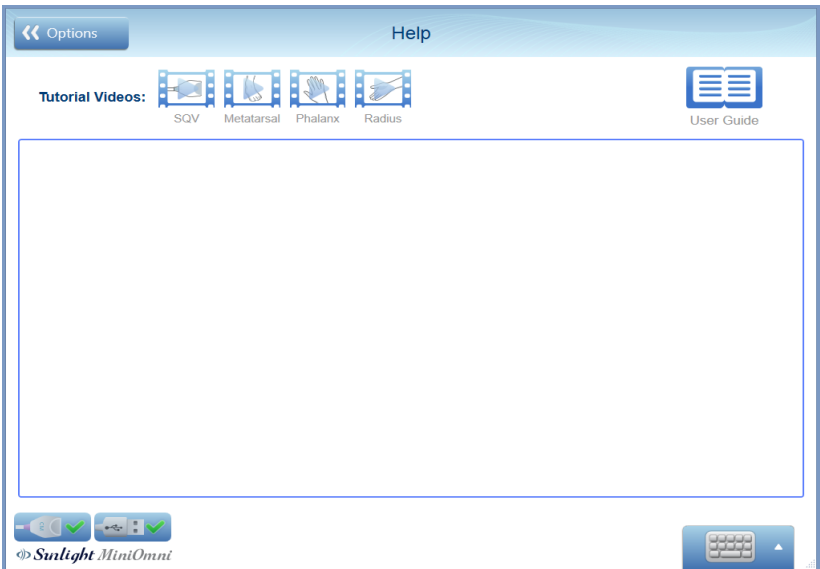 Options
Help
Tutorial Videos:
SQV
Metatarsal
Phalanx
Radius
User Guide
Sunlight MiniOmni